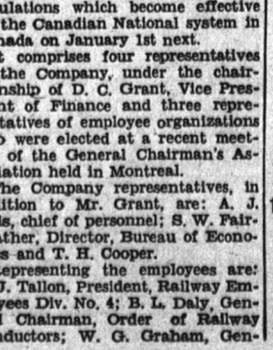 ulations which become effective
the Canadian National system in
nada on January 1st next.
t comprises four representatives
the Company, under the chair-
nship of D. C. Grant, Vice Pres-
nt of Finance and three repre-
tatives of employee organizations
o were elected at a recent meet-
of the General Chairman's As-
iation held in Montreal.
The Company representatives, in
ition to Mr. Grant, are: A. J.
ls, chief of personnel; S. W. Fair-
ather, Director, Bureau of Econo-
s and T. H. Cooper.
epresenting the employees are:
J. Tallon, President, Railway Em-
yees Div. No. 4; B. L. Daly, Gen-
l Chairman, Order of Railway
nductors; W. G. Graham, Gen-